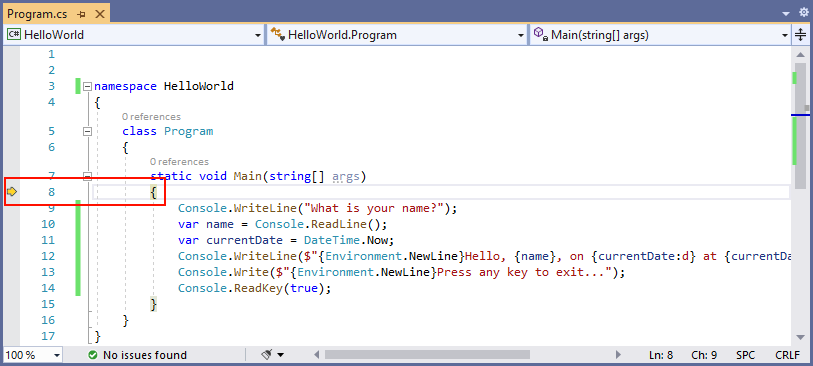 Program.cs
C# HelloWorld
HelloWorld.Program
Main(string[] args)
1
2
3 namespace HelloWorld
4 {
0 references
5 class Program
6 {
0 references
7 static void Main(string[] args)
8 {
9 Console.WriteLine("What is your name?");
10 var name = Console.ReadLine();
11 var currentDate = DateTime.Now;
12 Console.WriteLine($"{Environment.NewLine}Hello, {name}, on {currentDate:d} at {currentDa
13 Console.Write($"{Environment.NewLine}Press any key to exit...");
14 Console.ReadKey(true);
15 }
16 }
17 }
100 % No issues found Ln: 8 Ch: 9 SPC CRLF